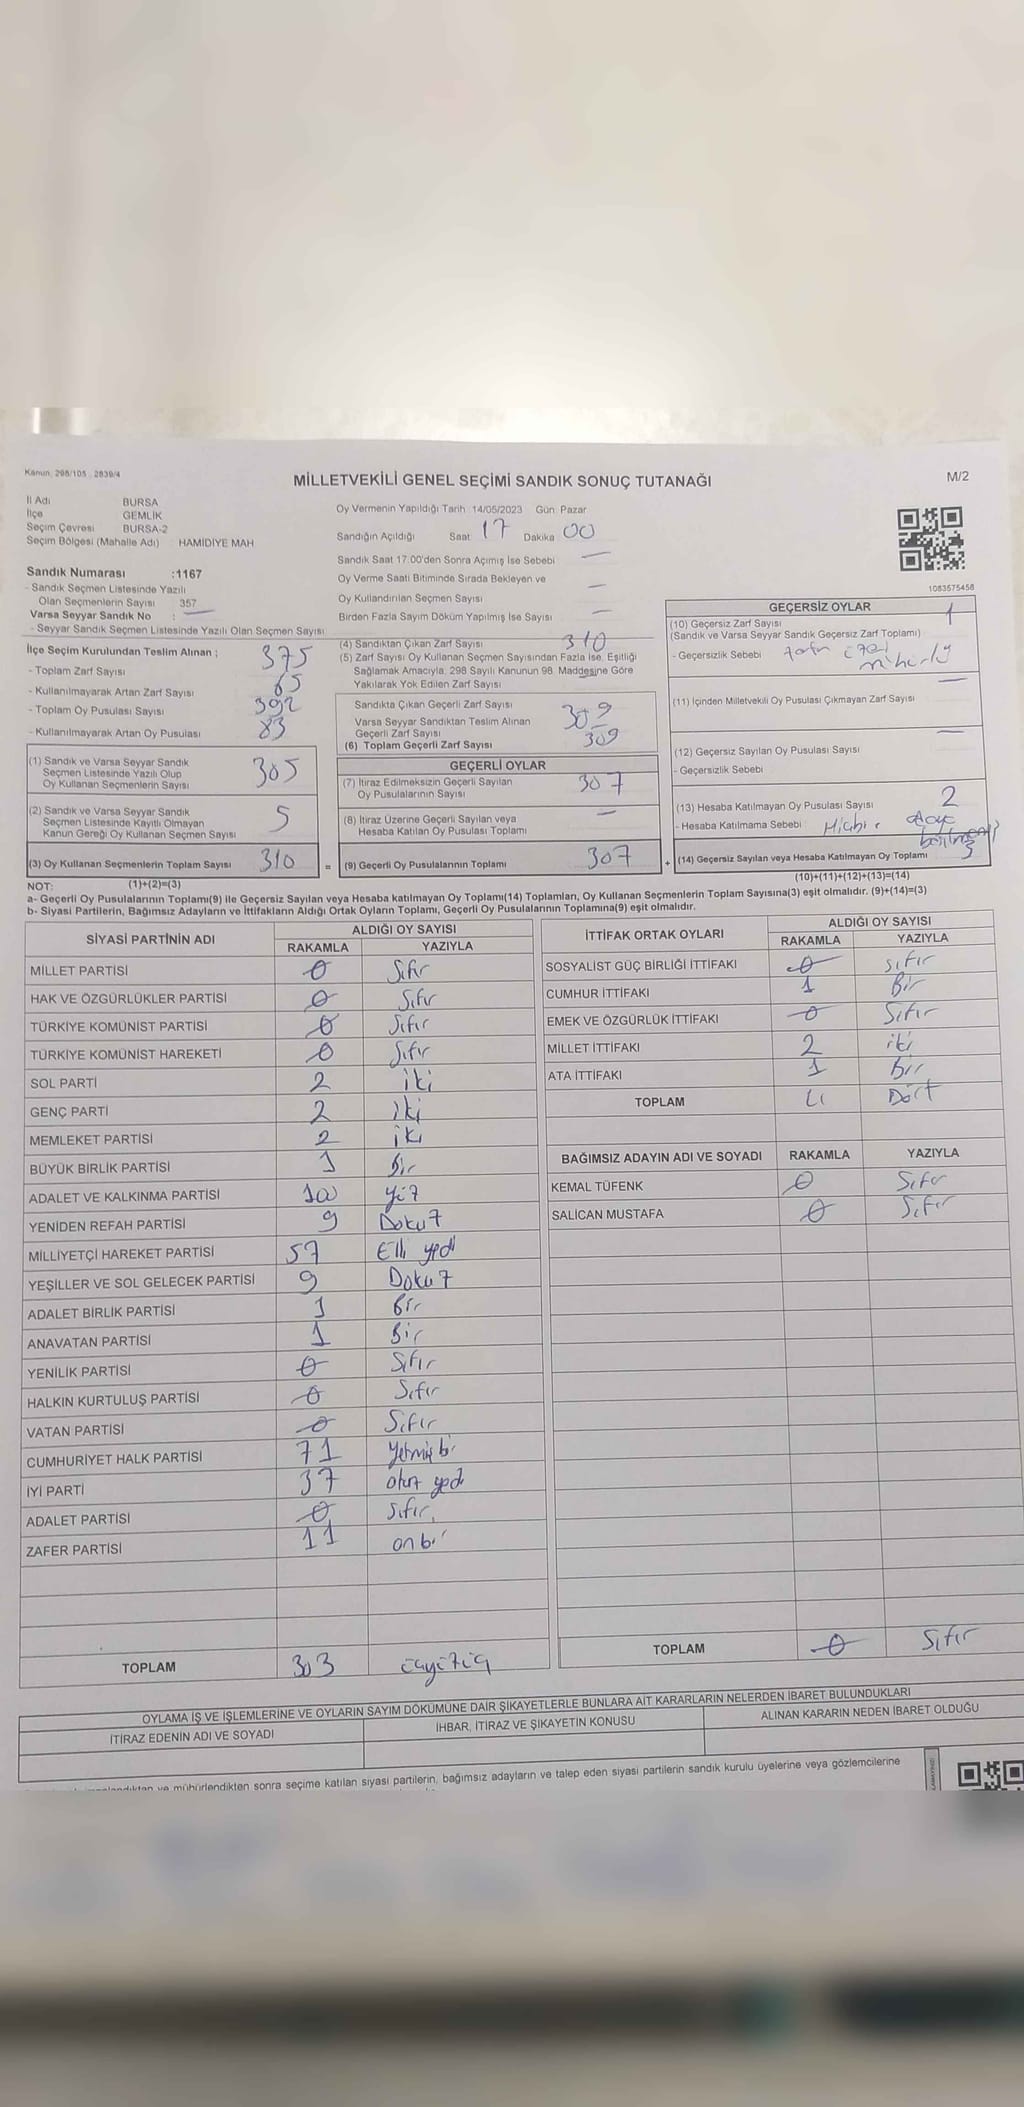 Kanun, 298/105 , 2839/4
MİLLETVEKİLİ GENEL SEÇİMİ SANDIK SONUÇ TUTANAĞI
M/2
İl Adı BURSA
İlçe GEMLİK
Seçim Çevresi BURSA-2
Seçim Bölgesi (Mahalle Adı) HAMİDİYE MAH
Sandık Numarası :1167
- Sandık Seçmen Listesinde Yazılı
Olan Seçmenlerin Sayısı 357
Varsa Seyyar Sandık No : —
- Seyyar Sandık Seçmen Listesinde Yazılı Olan Seçmen Sayısı
Oy Vermenin Yapıldığı Tarih: 14/05/2023 Gün: Pazar
Sandığın Açıldığı Saat: 17 Dakika: 00
Sandık Saat 17:00'den Sonra Açımış İse Sebebi —
Oy Verme Saati Bitiminde Sırada Bekleyen ve
Oy Kullandırılan Seçmen Sayısı —
Birden Fazla Sayım Döküm Yapılmış İse Sayısı —
1083575458
İlçe Seçim Kurulundan Teslim Alınan ;
- Toplam Zarf Sayısı 375
- Kullanılmayarak Artan Zarf Sayısı 65
- Toplam Oy Pusulası Sayısı 392
- Kullanılmayarak Artan Oy Pusulası 83
(1) Sandık ve Varsa Seyyar Sandık
Seçmen Listesinde Yazılı Olup
Oy Kullanan Seçmenlerin Sayısı 305
(2) Sandık ve Varsa Seyyar Sandık
Seçmen Listesinde Kayıtlı Olmayan
Kanun Gereği Oy Kullanan Seçmen Sayısı 5
(3) Oy Kullanan Seçmenlerin Toplam Sayısı 310 =
(4) Sandıktan Çıkan Zarf Sayısı 310
(5) Zarf Sayısı Oy Kullanan Seçmen Sayısından Fazla İse, Eşitliği
Sağlamak Amacıyla; 298 Sayılı Kanunun 98. Maddesine Göre
Yakılarak Yok Edilen Zarf Sayısı —
Sandıkta Çıkan Geçerli Zarf Sayısı 309
Varsa Seyyar Sandıktan Teslim Alınan
Geçerli Zarf Sayısı
(6) Toplam Geçerli Zarf Sayısı 309
GEÇERLİ OYLAR
(7) İtiraz Edilmeksizin Geçerli Sayılan
Oy Pusulalarının Sayısı 307
(8) İtiraz Üzerine Geçerli Sayılan veya
Hesaba Katılan Oy Pusulası Toplamı —
(9) Geçerli Oy Pusulalarının Toplamı 307 +
GEÇERSİZ OYLAR
(10) Geçersiz Zarf Sayısı 1
(Sandık ve Varsa Seyyar Sandık Geçersiz Zarf Toplamı)
- Geçersizlik Sebebi
(11) İçinden Milletvekili Oy Pusulası Çıkmayan Zarf Sayısı —
(12) Geçersiz Sayılan Oy Pusulası Sayısı —
- Geçersizlik Sebebi
(13) Hesaba Katılmayan Oy Pusulası Sayısı 2
- Hesaba Katılmama Sebebi
(14) Geçersiz Sayılan veya Hesaba Katılmayan Oy Toplamı 3
NOT: (1)+(2)=(3)
(10)+(11)+(12)+(13)=(14)
a- Geçerli Oy Pusulalarının Toplamı(9) ile Geçersiz Sayılan veya Hesaba katılmayan Oy Toplamı(14) Toplamları, Oy Kullanan Seçmenlerin Toplam Sayısına(3) eşit olmalıdır. (9)+(14)=(3)
b- Siyasi Partilerin, Bağımsız Adayların ve İttifakların Aldığı Ortak Oyların Toplamı, Geçerli Oy Pusulalarının Toplamına(9) eşit olmalıdır.
SİYASİ PARTİNİN ADI ALDIĞI OY SAYISI
RAKAMLA YAZIYLA
MİLLET PARTİSİ 0 Sıfır
HAK VE ÖZGÜRLÜKLER PARTİSİ 0 Sıfır
TÜRKİYE KOMÜNİST PARTİSİ 0 Sıfır
TÜRKİYE KOMÜNİST HAREKETİ 0 Sıfır
SOL PARTİ 2 iki
GENÇ PARTİ 2 iki
MEMLEKET PARTİSİ 2 iki
BÜYÜK BİRLİK PARTİSİ 1 Bir
ADALET VE KALKINMA PARTİSİ 100 yüz
YENİDEN REFAH PARTİSİ 9 Dokuz
MİLLİYETÇİ HAREKET PARTİSİ 57 Elli yedi
YEŞİLLER VE SOL GELECEK PARTİSİ 9 Dokuz
ADALET BİRLİK PARTİSİ 1 Bir
ANAVATAN PARTİSİ 1 Bir
YENİLİK PARTİSİ 0 Sıfır
HALKIN KURTULUŞ PARTİSİ 0 Sıfır
VATAN PARTİSİ 0 Sıfır
CUMHURİYET HALK PARTİSİ 71 Yetmiş bir
İYİ PARTİ 37 otuz yedi
ADALET PARTİSİ 0 Sıfır
ZAFER PARTİSİ 11 on bir
TOPLAM 303 üçyüzüç
İTTİFAK ORTAK OYLARI ALDIĞI OY SAYISI
RAKAMLA YAZIYLA
SOSYALİST GÜÇ BİRLİĞİ İTTİFAKI 0 sıfır
CUMHUR İTTİFAKI 1 Bir
EMEK VE ÖZGÜRLÜK İTTİFAKI 0 Sıfır
MİLLET İTTİFAKI 2 iki
ATA İTTİFAKI 1 Bir
TOPLAM 4 Dört
BAĞIMSIZ ADAYIN ADI VE SOYADI RAKAMLA YAZIYLA
KEMAL TÜFENK 0 Sıfır
SALİCAN MUSTAFA 0 Sıfır
TOPLAM 0 Sıfır
OYLAMA İŞ VE İŞLEMLERİNE VE OYLARIN SAYIM DÖKÜMÜNE DAİR ŞİKAYETLERLE BUNLARA AİT KARARLARIN NELERDEN İBARET BULUNDUKLARI
İTİRAZ EDENİN ADI VE SOYADI İHBAR, İTİRAZ VE ŞİKAYETİN KONUSU ALINAN KARARIN NEDEN İBARET OLDUĞU
ve mühürlendikten sonra seçime katılan siyasi partilerin, bağımsız adayların ve talep eden siyasi partilerin sandık kurulu üyelerine veya gözlemcilerine